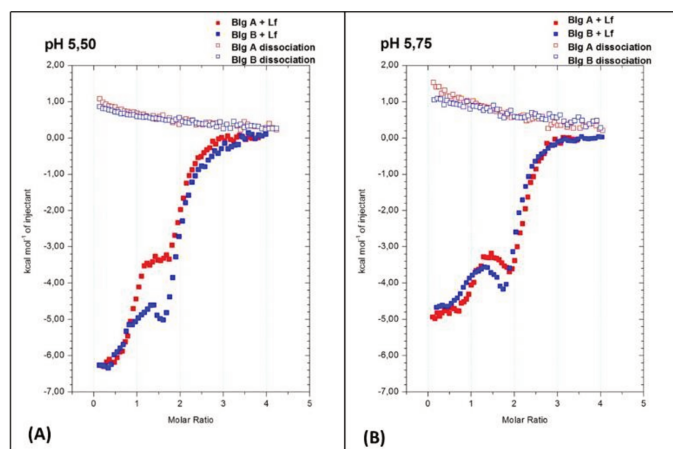 pH 5,50
Blg A + Lf
Blg B + Lf
Blg A dissociation
Blg B dissociation
2,00
1,00
0,00
-1,00
-2,00
-3,00
-4,00
-5,00
-6,00
-7,00
kcal mol⁻¹ of injectant
0
1
2
3
4
5
Molar Ratio
(A)
pH 5,75
Blg A + Lf
Blg B + Lf
Blg A dissociation
Blg B dissociation
2,00
1,00
0,00
-1,00
-2,00
-3,00
-4,00
-5,00
-6,00
-7,00
kcal mol⁻¹ of injectant
0
1
2
3
4
5
Molar Ratio
(B)